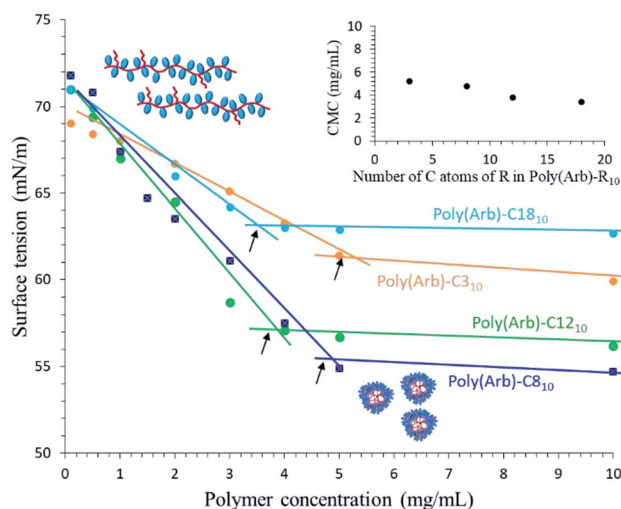 75
70
65
60
55
50
Surface tension (mN/m)
0
1
2
3
4
5
6
7
8
9
10
Polymer concentration (mg/mL)
10
8
6
4
2
0
CMC (mg/mL)
0 5 10 15 20
Number of C atoms of R in Poly(Arb)-R₁₀
Poly(Arb)-C18₁₀
Poly(Arb)-C3₁₀
Poly(Arb)-C12₁₀
Poly(Arb)-C8₁₀